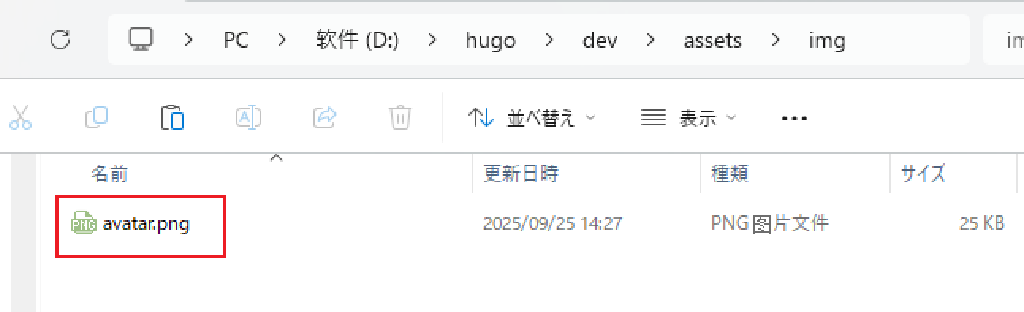 PC > 软件 (D:) > hugo > dev > assets > img im
並べ替え 表示 ...
名前 更新日時 種類 サイズ
PNG avatar.png 2025/09/25 14:27 PNG图片文件 25 KB